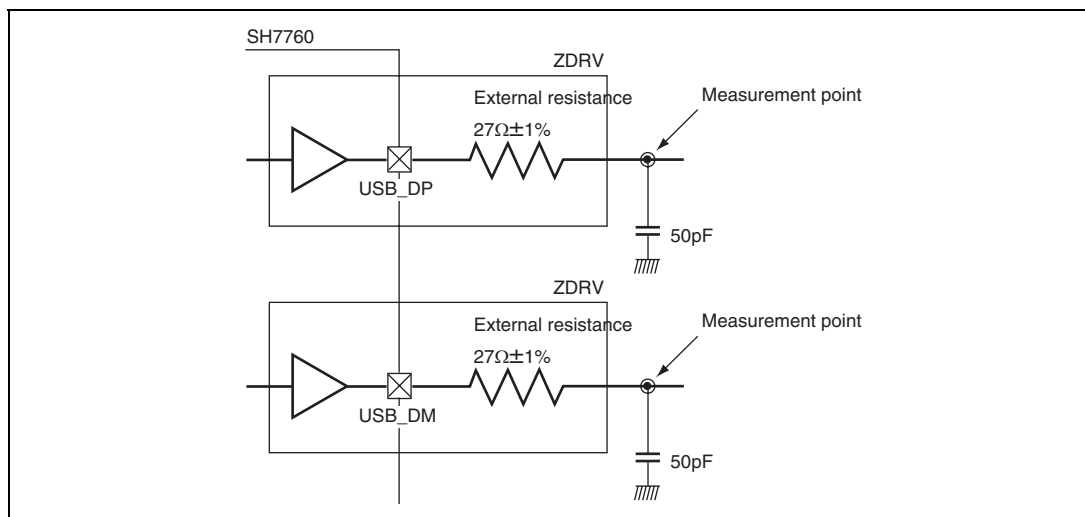 SH7760
ZDRV
External resistance
Measurement point
27Ω±1%
USB_DP
50pF
ZDRV
External resistance
Measurement point
27Ω±1%
USB_DM
50pF